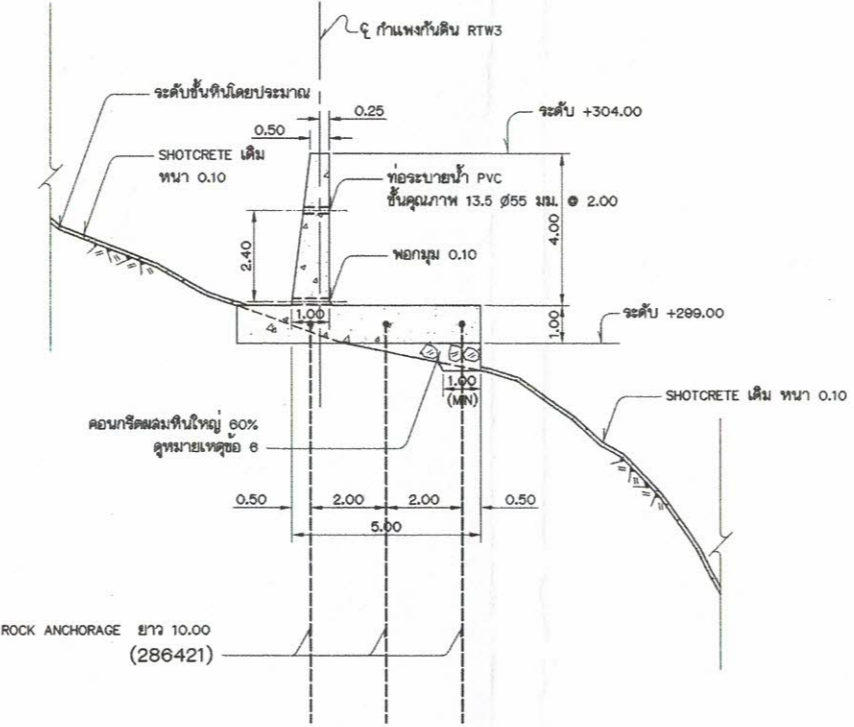 ℄ กำแพงกันดิน RTW3
ระดับชั้นหินโดยประมาณ
0.25
0.50
ระดับ +304.00
SHOTCRETE เดิม
หนา 0.10
ท่อระบายน้ำ PVC
ชั้นคุณภาพ 13.5 Ø55 มม. @ 2.00
2.40
4.00
พอกมุม 0.10
1.00
1.00
ระดับ +299.00
1.00
(MIN)
SHOTCRETE เดิม หนา 0.10
คอนกรีตผสมหินใหญ่ 60%
ดูหมายเหตุข้อ 6
0.50
2.00
2.00
0.50
5.00
ROCK ANCHORAGE ยาว 10.00
(286421)